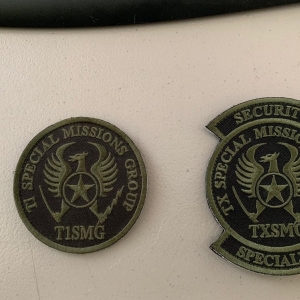 TI SPECIAL MISSIONS GROUP
T1SMG
SECURIT
TX SPECIAL MISSIO
TXSMG
SPECIAL